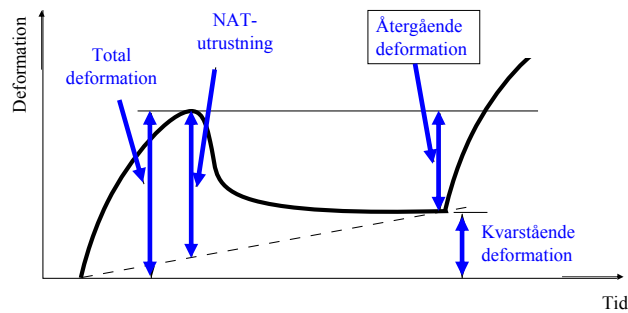 Deformation
Total
deformation
NAT-
utrustning
Återgående
deformation
Kvarstående
deformation
Tid